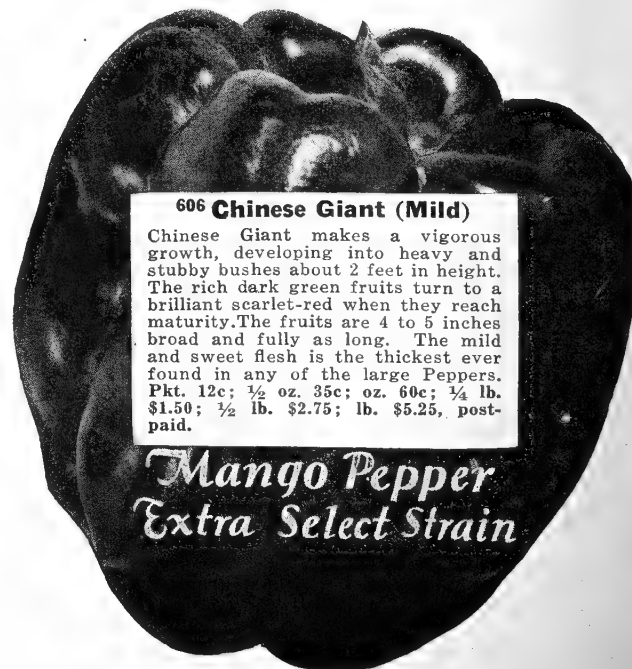 606 Chinese Giant (Mild)
Chinese Giant makes a vigorous
growth, developing into heavy and
stubby bushes about 2 feet in height.
The rich dark green fruits turn to a
brilliant scarlet-red when they reach
maturity.The fruits are 4 to 5 inches
broad and fully as long. The mild
and sweet flesh is the thickest ever
found in any of the large Peppers.
Pkt. 12c; ½ oz. 35c; oz. 60c; ¼ lb.
$1.50; ½ lb. $2.75; lb. $5.25, post-
paid.
Mango Pepper
Extra Select Strain